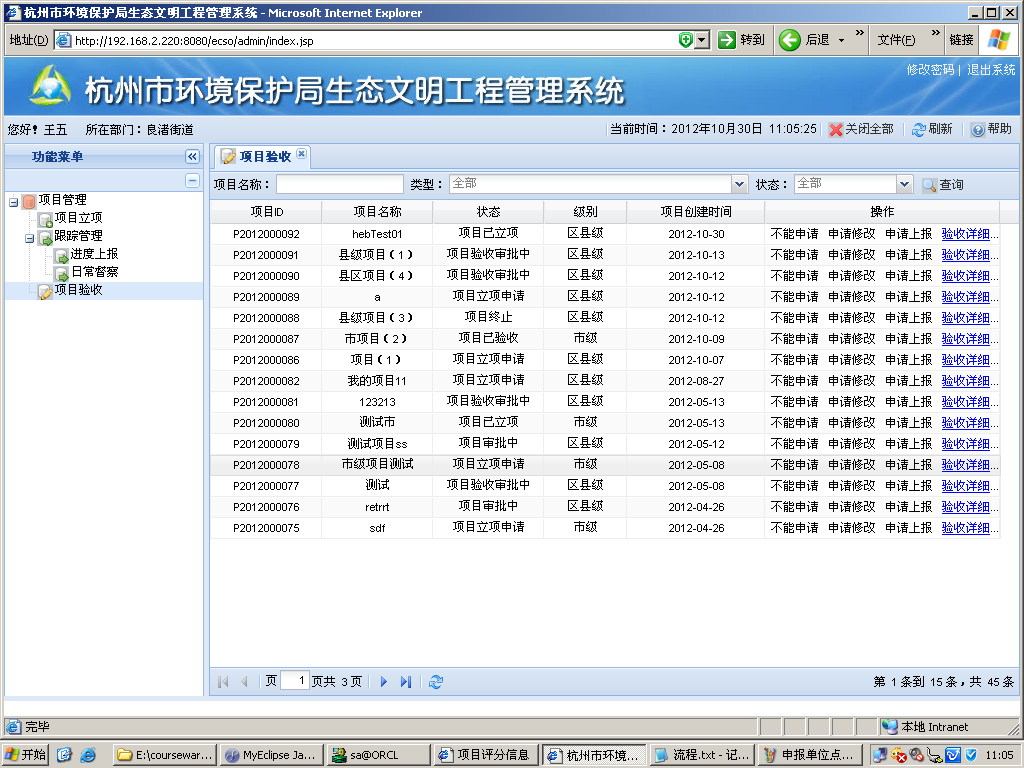 杭州市环境保护局生态文明工程管理系统 - Microsoft Internet Explorer
地址(D) http://192.168.2.220:8080/ecso/admin/index.jsp 转到 后退 » 文件(F) » 链接
杭州市环境保护局生态文明工程管理系统 修改密码 | 退出系统
您好! 王五 所在部门：良渚街道 当前时间：2012年10月30日 11:05:25 关闭全部 刷新 帮助
功能菜单
项目管理
项目立项
跟踪管理
进度上报
日常督察
项目验收
项目验收
项目名称： 类型： 全部 状态： 全部 查询
项目ID 项目名称 状态 级别 项目创建时间 操作
P2012000092 hebTest01 项目已立项 区县级 2012-10-30 不能申请 申请修改 申请上报 验收详细...
P2012000091 县级项目（1） 项目验收审批中 区县级 2012-10-13 不能申请 申请修改 申请上报 验收详细...
P2012000090 县区项目（4） 项目验收审批中 区县级 2012-10-12 不能申请 申请修改 申请上报 验收详细...
P2012000089 a 项目立项申请 区县级 2012-10-12 不能申请 申请修改 申请上报 验收详细...
P2012000088 县级项目（3） 项目终止 区县级 2012-10-12 不能申请 申请修改 申请上报 验收详细...
P2012000087 市项目（2） 项目已验收 市级 2012-10-09 不能申请 申请修改 申请上报 验收详细...
P2012000086 项目（1） 项目立项申请 区县级 2012-10-07 不能申请 申请修改 申请上报 验收详细...
P2012000082 我的项目11 项目立项申请 区县级 2012-08-27 不能申请 申请修改 申请上报 验收详细...
P2012000081 123213 项目验收审批中 区县级 2012-05-13 不能申请 申请修改 申请上报 验收详细...
P2012000080 测试市 项目已立项 市级 2012-05-13 不能申请 申请修改 申请上报 验收详细...
P2012000079 测试项目ss 项目审批中 区县级 2012-05-12 不能申请 申请修改 申请上报 验收详细...
P2012000078 市级项目测试 项目立项申请 市级 2012-05-08 不能申请 申请修改 申请上报 验收详细...
P2012000077 测试 项目验收审批中 区县级 2012-05-08 不能申请 申请修改 申请上报 验收详细...
P2012000076 retrrt 项目审批中 区县级 2012-04-26 不能申请 申请修改 申请上报 验收详细...
P2012000075 sdf 项目立项申请 市级 2012-04-26 不能申请 申请修改 申请上报 验收详细...
页 1 页共 3 页 第 1 条到 15 条，共 45 条
完毕 本地 Intranet
开始 E:\coursewar... MyEclipse Ja... sa@ORCL 项目评分信息 杭州市环境... 流程.txt - 记... 申报单位点... 11:05